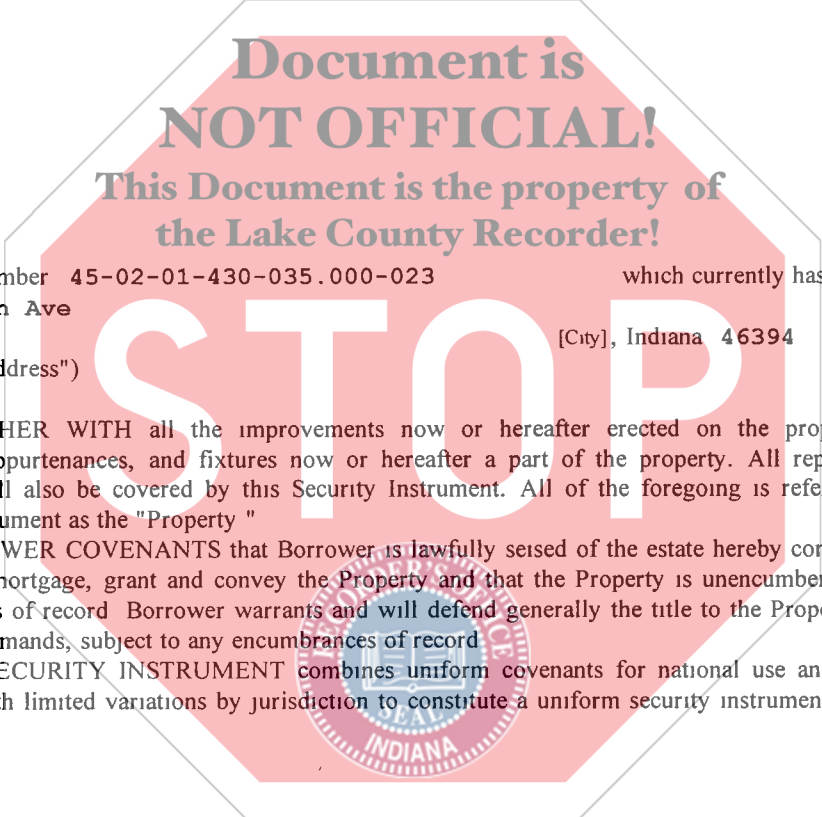 Document is
NOT OFFICIAL!
This Document is the property of
the Lake County Recorder!
mber 45-02-01-430-035.000-023 which currently has
n Ave
[City], Indiana 46394
ddress")
STOP
HER WITH all the improvements now or hereafter erected on the prop
ppurtenances, and fixtures now or hereafter a part of the property. All rep
ll also be covered by this Security Instrument. All of the foregoing is refe
ument as the "Property "
WER COVENANTS that Borrower is lawfully seised of the estate hereby con
mortgage, grant and convey the Property and that the Property is unencumber
s of record Borrower warrants and will defend generally the title to the Prope
mands, subject to any encumbrances of record
ECURITY INSTRUMENT combines uniform covenants for national use an
th limited variations by jurisdiction to constitute a uniform security instrumen
RECORDER'S OFFICE
SEAL
INDIANA